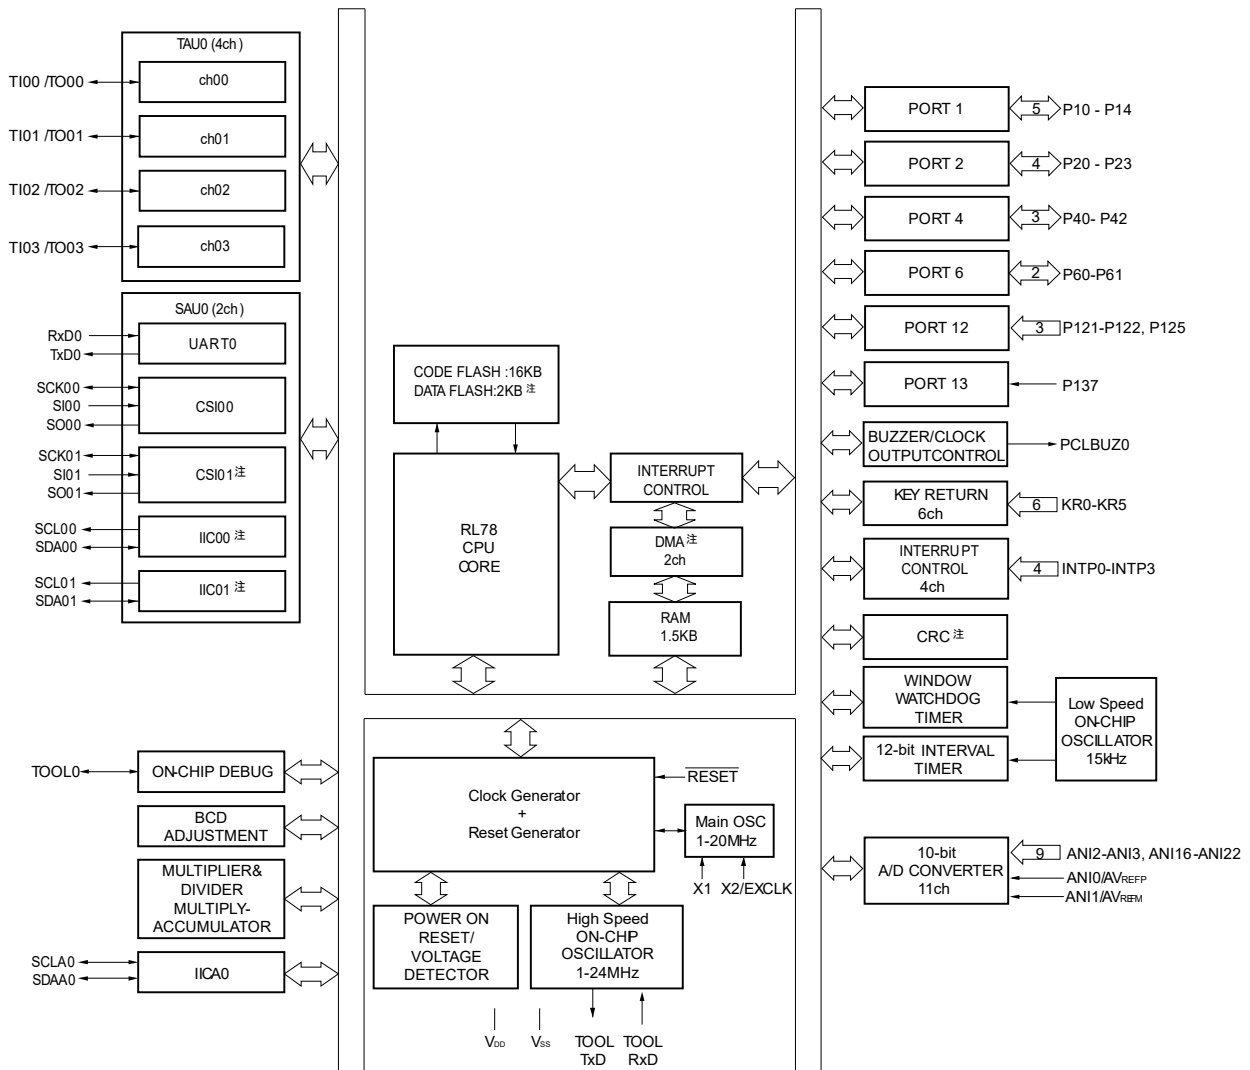 TAU0 (4ch)
TI00 /TO00
ch00
TI01 /TO01
ch01
TI02 /TO02
ch02
TI03 /TO03
ch03
SAU0 (2ch)
RxD0
TxD0
UART0
SCK00
SI00
SO00
CSI00
SCK01
SI01
SO01
CSI01 注
SCL00
SDA00
IIC00 注
SCL01
SDA01
IIC01 注
TOOL0
ON-CHIP DEBUG
BCD
ADJUSTMENT
MULTIPLIER&
DIVIDER
MULTIPLY-
ACCUMULATOR
SCLA0
SDAA0
IICA0
CODE FLASH :16KB
DATA FLASH:2KB 注
RL78
CPU
CORE
INTERRUPT
CONTROL
DMA 注
2ch
RAM
1.5KB
Clock Generator
+
Reset Generator
RESET
Main OSC
1-20MHz
X1
X2/EXCLK
POWER ON
RESET/
VOLTAGE
DETECTOR
High Speed
ON-CHIP
OSCILLATOR
1-24MHz
VDD
VSS
TOOL
TxD
TOOL
RxD
PORT 1
5
P10 - P14
PORT 2
4
P20 - P23
PORT 4
3
P40- P42
PORT 6
2
P60-P61
PORT 12
3
P121-P122, P125
PORT 13
P137
BUZZER/CLOCK
OUTPUTCONTROL
PCLBUZ0
KEY RETURN
6ch
6
KR0-KR5
INTERRUPT
CONTROL
4ch
4
INTP0-INTP3
CRC 注
WINDOW
WATCHDOG
TIMER
12-bit INTERVAL
TIMER
Low Speed
ON-CHIP
OSCILLATOR
15kHz
10-bit
A/D CONVERTER
11ch
9
ANI2-ANI3, ANI16-ANI22
ANI0/AVREFP
ANI1/AVREFM